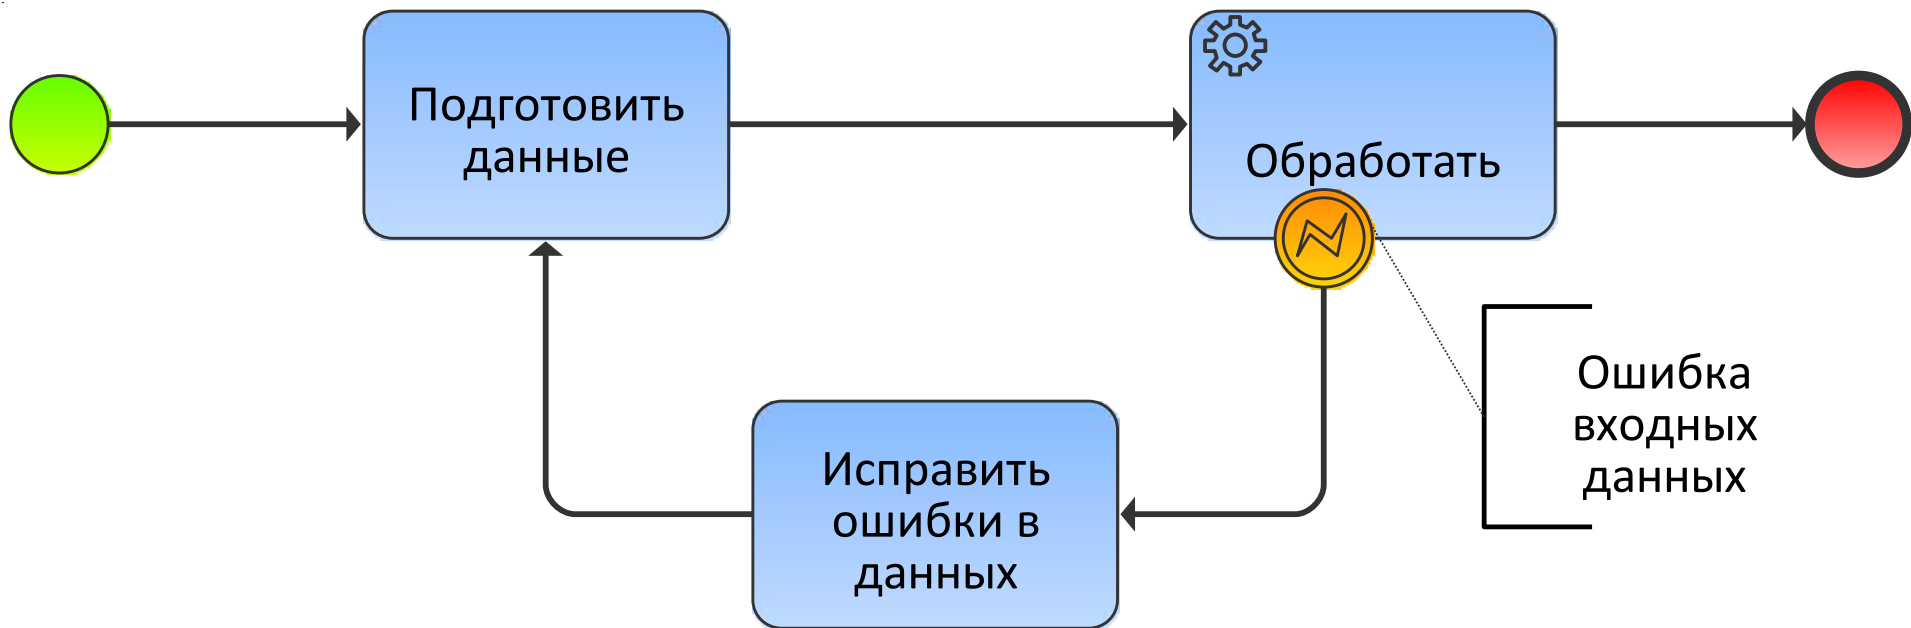 Подготовить
данные
Обработать
Ошибка
входных
данных
Исправить
ошибки в
данных